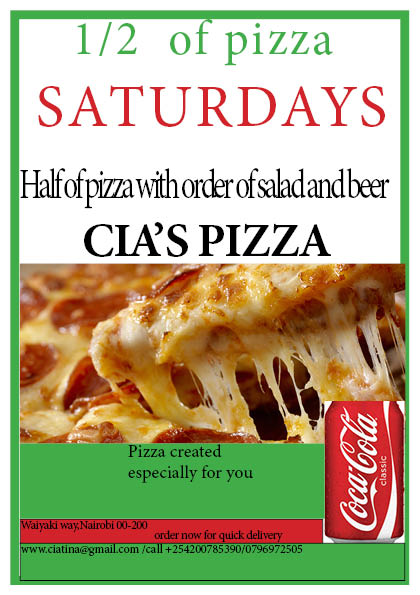 1/2 of pizza
SATURDAYS
Half of pizza with order of salad and beer
CIA'S PIZZA
Pizza created
especially for you
Coca-Cola
classic
Waiyaki way,Nairobi 00-200
order now for quick delivery
www.ciatina@gmail.com /call +254200785390/0796972505